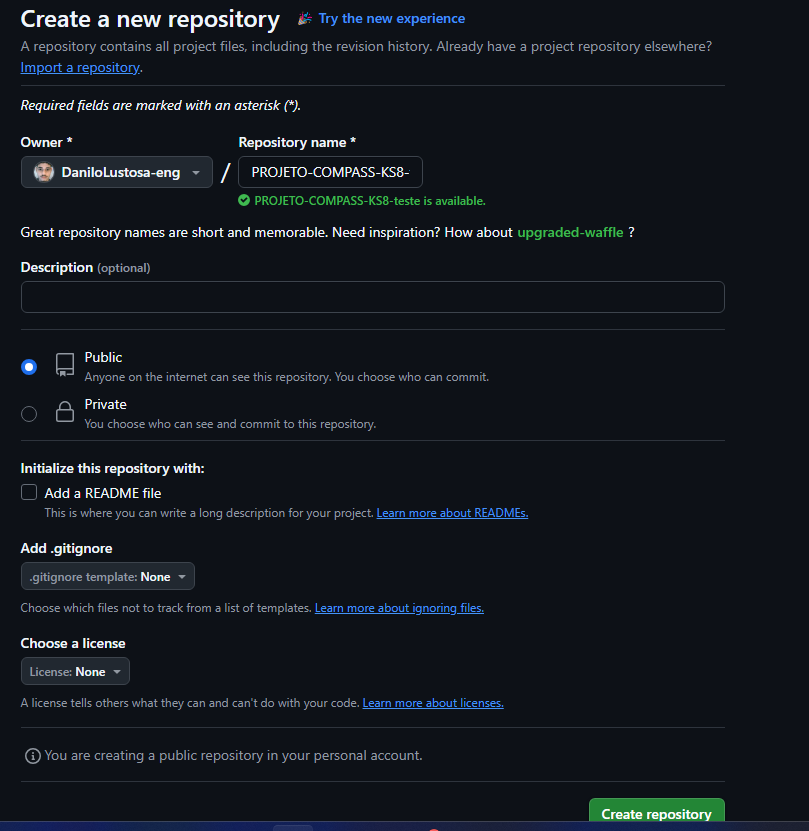 Create a new repository Try the new experience
A repository contains all project files, including the revision history. Already have a project repository elsewhere?
Import a repository.
Required fields are marked with an asterisk (*).
Owner * Repository name *
DaniloLustosa-eng / PROJETO-COMPASS-KS8-
PROJETO-COMPASS-KS8-teste is available.
Great repository names are short and memorable. Need inspiration? How about upgraded-waffle ?
Description (optional)
Public
Anyone on the internet can see this repository. You choose who can commit.
Private
You choose who can see and commit to this repository.
Initialize this repository with:
Add a README file
This is where you can write a long description for your project. Learn more about READMEs.
Add .gitignore
.gitignore template: None
Choose which files not to track from a list of templates. Learn more about ignoring files.
Choose a license
License: None
A license tells others what they can and can't do with your code. Learn more about licenses.
You are creating a public repository in your personal account.
Create repository